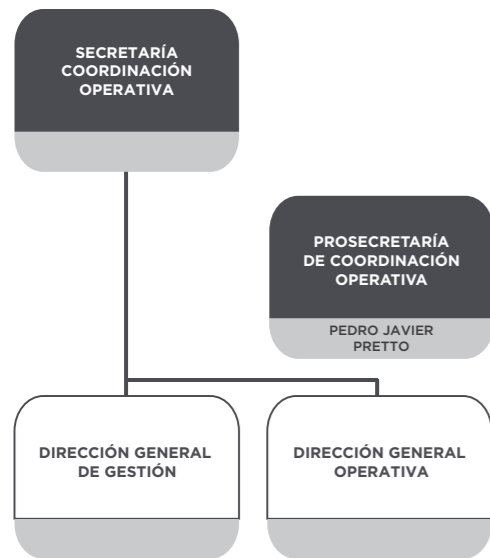 SECRETARÍA
COORDINACIÓN
OPERATIVA
PROSECRETARÍA
DE COORDINACIÓN
OPERATIVA
PEDRO JAVIER
PRETTO
DIRECCIÓN GENERAL
DE GESTIÓN
DIRECCIÓN GENERAL
OPERATIVA